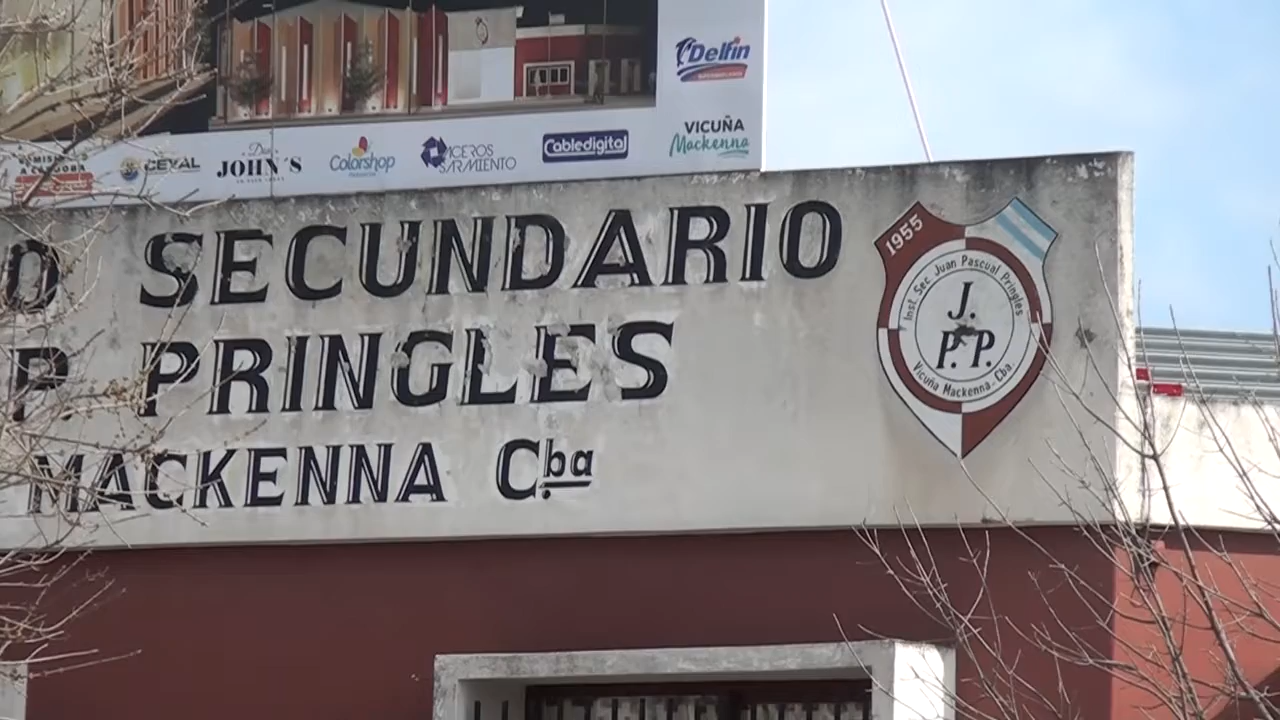 Delfin
VICUÑA
Mackenna
CEVAL
JOHN´S
Colorshop
ACEROS
SARMIENTO
Cabledigital
O SECUNDARIO
P PRINGLES
MACKENNA Cba
1955
Inst. Sec. Juan Pascual Pringles
J.
P. P.
Vicuña Mackenna - Cba.